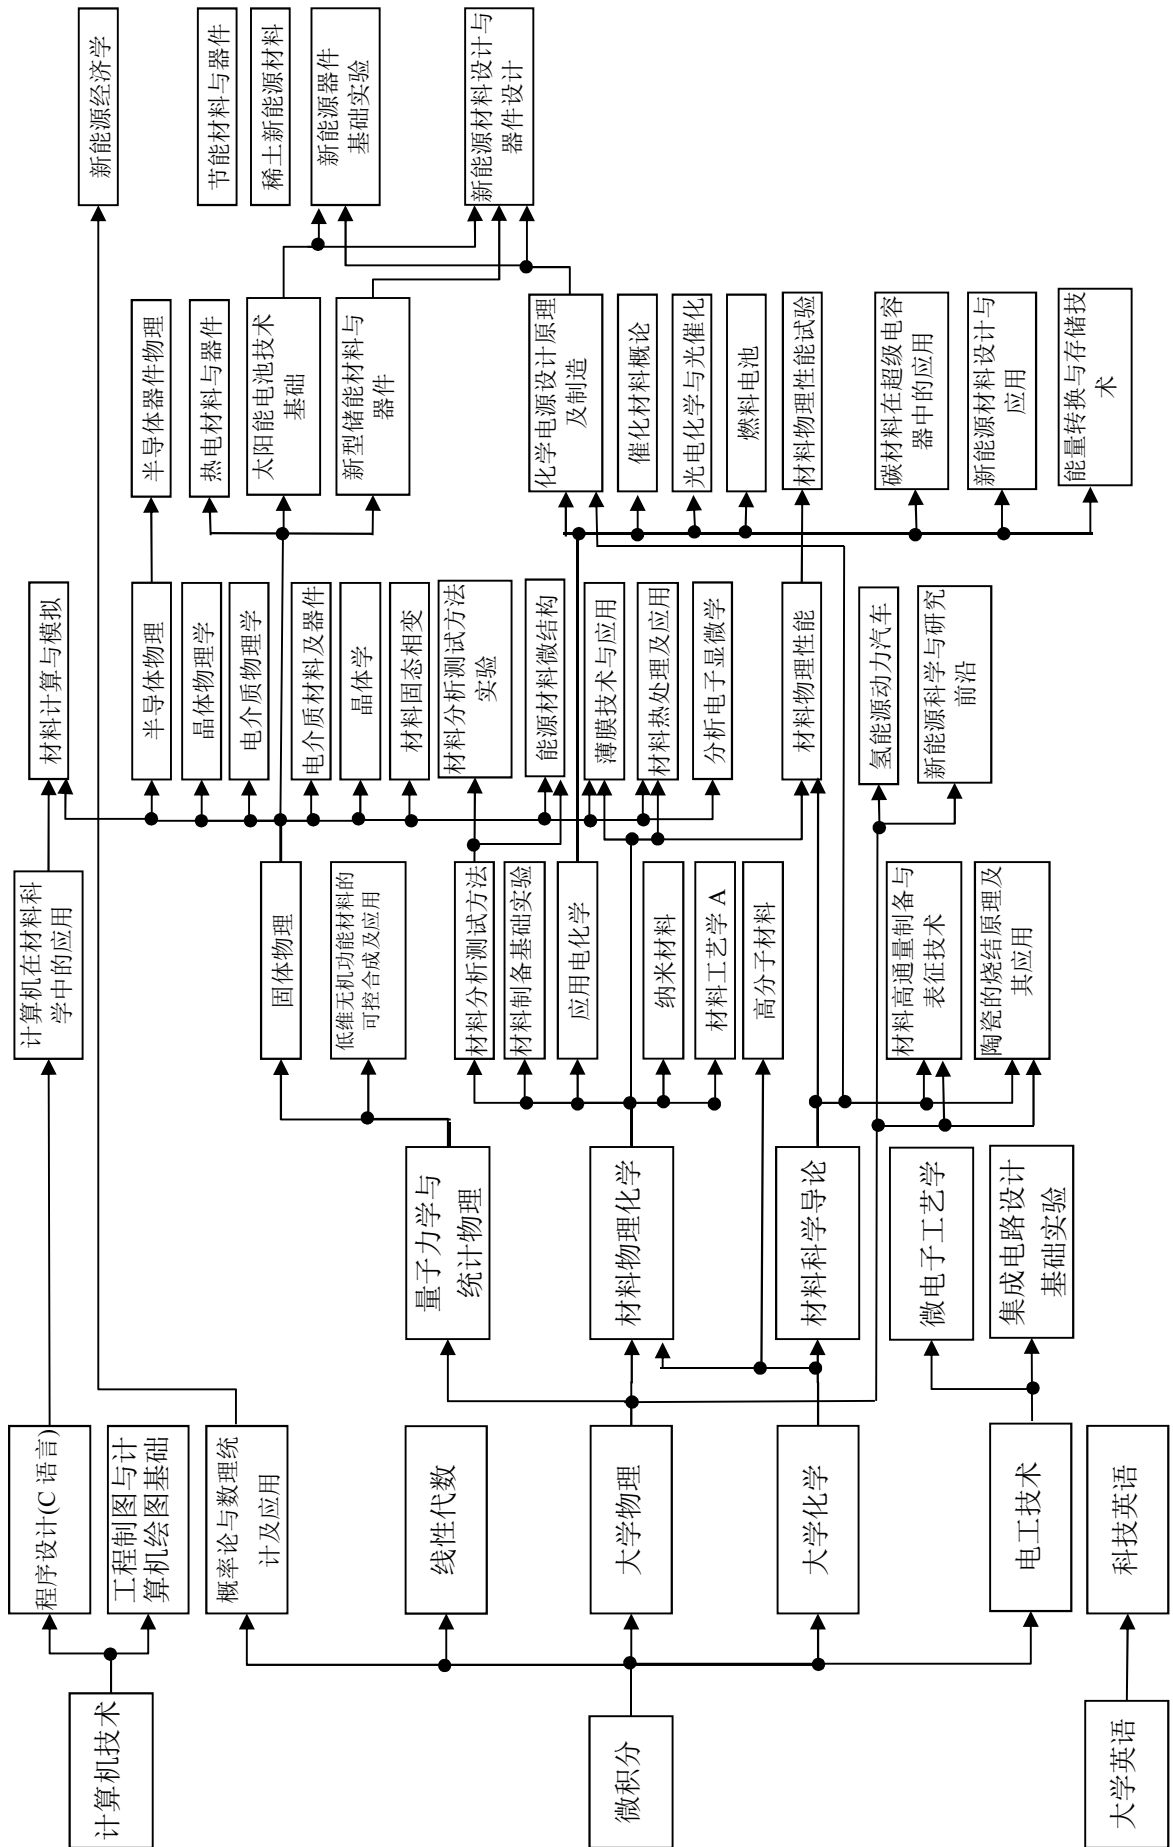 计算机技术
微积分
大学英语
程序设计(C 语言)
工程制图与计
算机绘图基础
概率论与数理统
计及应用
线性代数
大学物理
大学化学
电工技术
科技英语
量子力学与
统计物理
材料物理化学
材料科学导论
微电子工艺学
集成电路设计
基础实验
计算机在材料科
学中的应用
固体物理
低维无机功能材料的
可控合成及应用
材料分析测试方法
材料制备基础实验
应用电化学
纳米材料
材料工艺学 A
高分子材料
材料高通量制备与
表征技术
陶瓷的烧结原理及
其应用
材料计算与模拟
半导体物理
晶体物理学
电介质物理学
电介质材料及器件
晶体学
材料固态相变
材料分析测试方法
实验
能源材料微结构
薄膜技术与应用
材料热处理及应用
分析电子显微学
材料物理性能
氢能源动力汽车
新能源科学与研究
前沿
半导体器件物理
热电材料与器件
太阳能电池技术
基础
新型储能材料与
器件
化学电源设计原理
及制造
催化材料概论
光电化学与光催化
燃料电池
材料物理性能试验
碳材料在超级电容
器中的应用
新能源材料设计与
应用
能量转换与存储技
术
新能源经济学
节能材料与器件
稀土新能源材料
新能源器件
基础实验
新能源材料设计与
器件设计